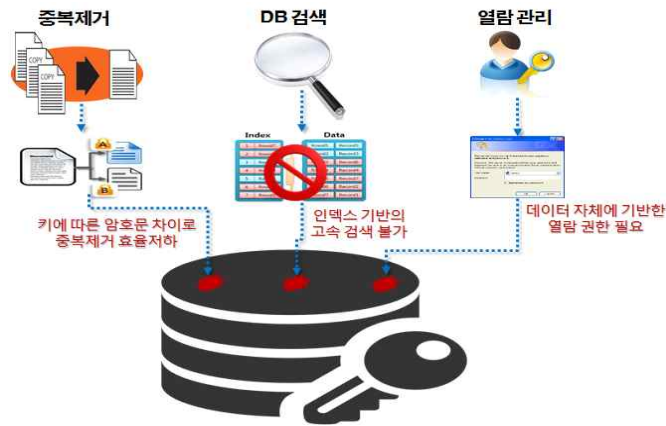 중복제거
DB 검색
열람 관리
COPY
COPY
COPY
Index
Data
A
B
키에 따른 암호문 차이로
중복제거 효율저하
인덱스 기반의
고속 검색 불가
데이터 자체에 기반한
열람 권한 필요